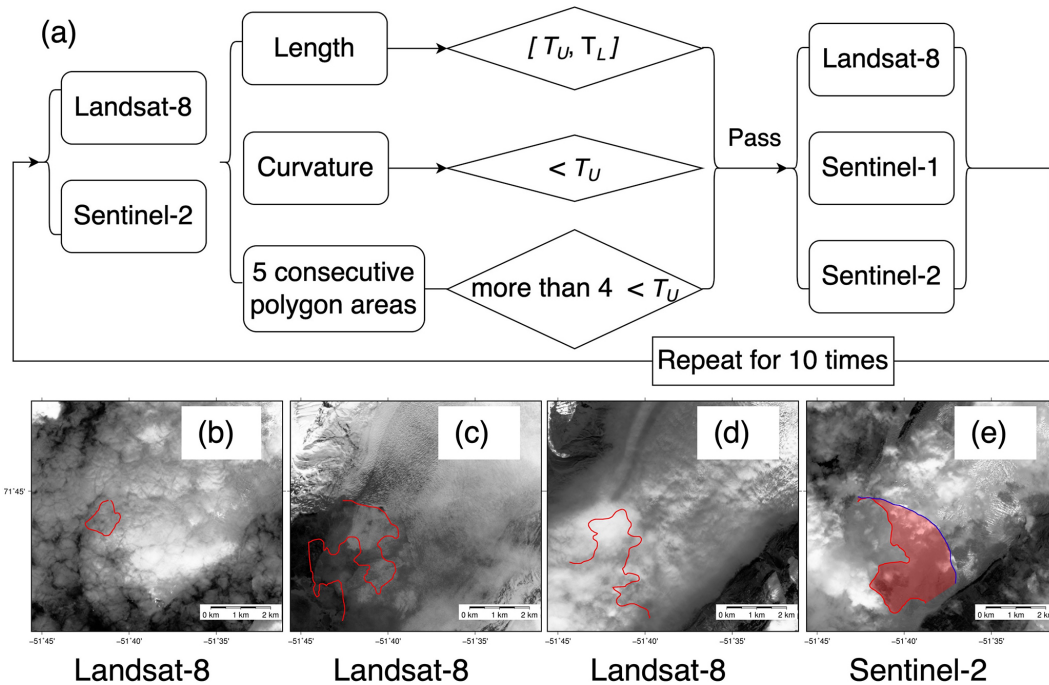 (a)
Landsat-8
Sentinel-2
Length
[ T_U, T_L ]
Curvature
< T_U
5 consecutive
polygon areas
more than 4 < T_U
Pass
Landsat-8
Sentinel-1
Sentinel-2
Repeat for 10 times
(b)
(c)
(d)
(e)
71˚45'
0 km 1 km 2 km
0 km 1 km 2 km
0 km 1 km 2 km
0 km 1 km 2 km
−51˚45' −51˚40' −51˚35'
−51˚45' −51˚40' −51˚35'
−51˚45' −51˚40' −51˚35'
−51˚45' −51˚40' −51˚35'
Landsat-8
Landsat-8
Landsat-8
Sentinel-2